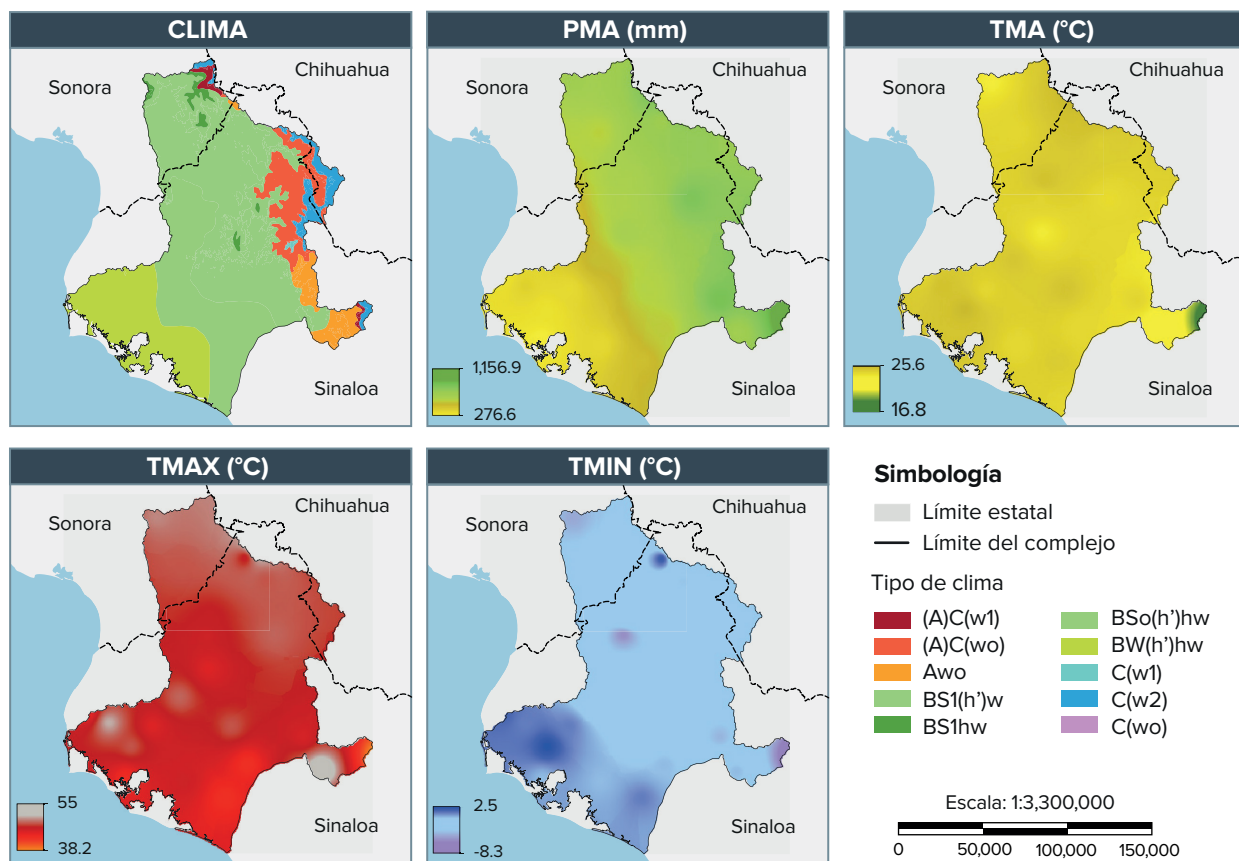 CLIMA
Sonora
Chihuahua
Sinaloa
PMA (mm)
Sonora
Chihuahua
1,156.9
276.6
Sinaloa
TMA (°C)
Sonora
Chihuahua
25.6
16.8
Sinaloa
TMAX (°C)
Sonora
Chihuahua
55
38.2
Sinaloa
TMIN (°C)
Sonora
Chihuahua
2.5
-8.3
Sinaloa
Simbología
Límite estatal
Límite del complejo
Tipo de clima
(A)C(w1)
(A)C(wo)
Awo
BS1(h')w
BS1hw
BSo(h')hw
BW(h')hw
C(w1)
C(w2)
C(wo)
Escala: 1:3,300,000
0 50,000 100,000 150,000